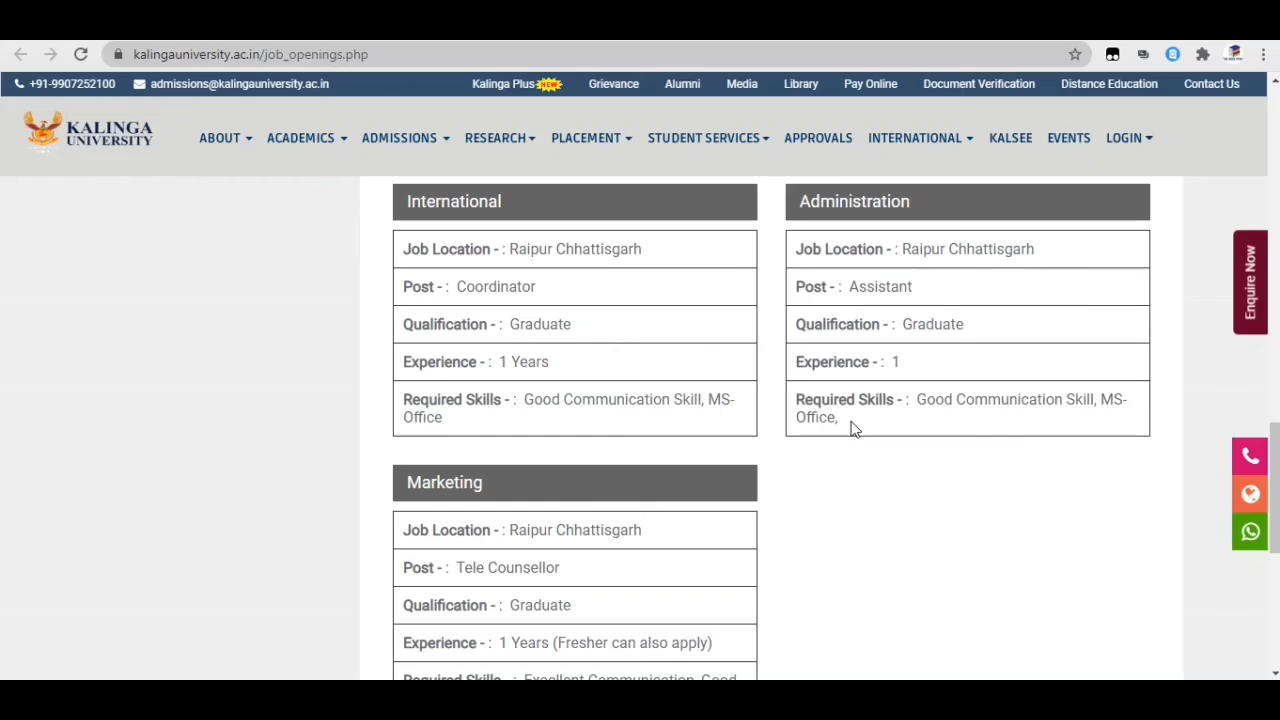 kalingauniversity.ac.in/job_openings.php
+91-9907252100 admissions@kalingauniversity.ac.in Kalinga Plus NEW Grievance Alumni Media Library Pay Online Document Verification Distance Education Contact Us
KALINGA
UNIVERSITY
ABOUT ACADEMICS ADMISSIONS RESEARCH PLACEMENT STUDENT SERVICES APPROVALS INTERNATIONAL KALSEE EVENTS LOGIN
International
Job Location - : Raipur Chhattisgarh
Post - : Coordinator
Qualification - : Graduate
Experience - : 1 Years
Required Skills - : Good Communication Skill, MS-
Office
Administration
Job Location - : Raipur Chhattisgarh
Post - : Assistant
Qualification - : Graduate
Experience - : 1
Required Skills - : Good Communication Skill, MS-
Office,
Marketing
Job Location - : Raipur Chhattisgarh
Post - : Tele Counsellor
Qualification - : Graduate
Experience - : 1 Years (Fresher can also apply)
Required Skills - : Excellent Communication, Good
Enquire Now